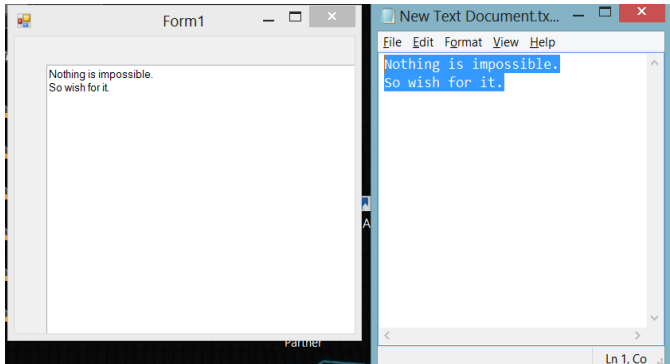 Form1
Nothing is impossible.
So wish for it.
New Text Document.tx...
File Edit Format View Help
Nothing is impossible.
So wish for it.
A
Partner
Ln 1, Co